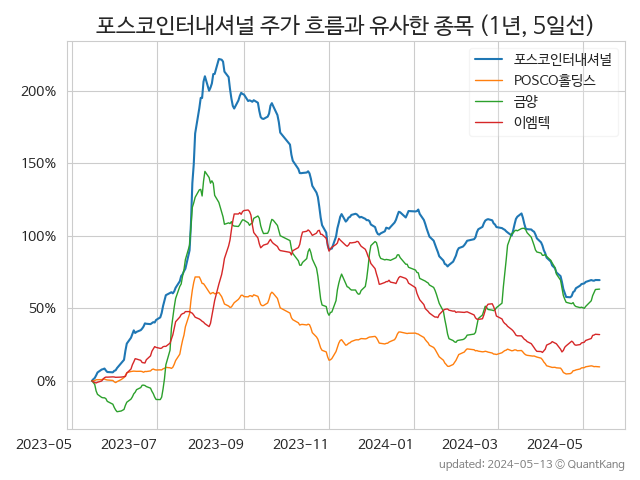 포스코인터내셔널 주가 흐름과 유사한 종목 (1년, 5일선)
포스코인터내셔널
POSCO홀딩스
금양
이엠텍
200%
150%
100%
50%
0%
2023-05 2023-07 2023-09 2023-11 2024-01 2024-03 2024-05
updated: 2024-05-13 © QuantKang